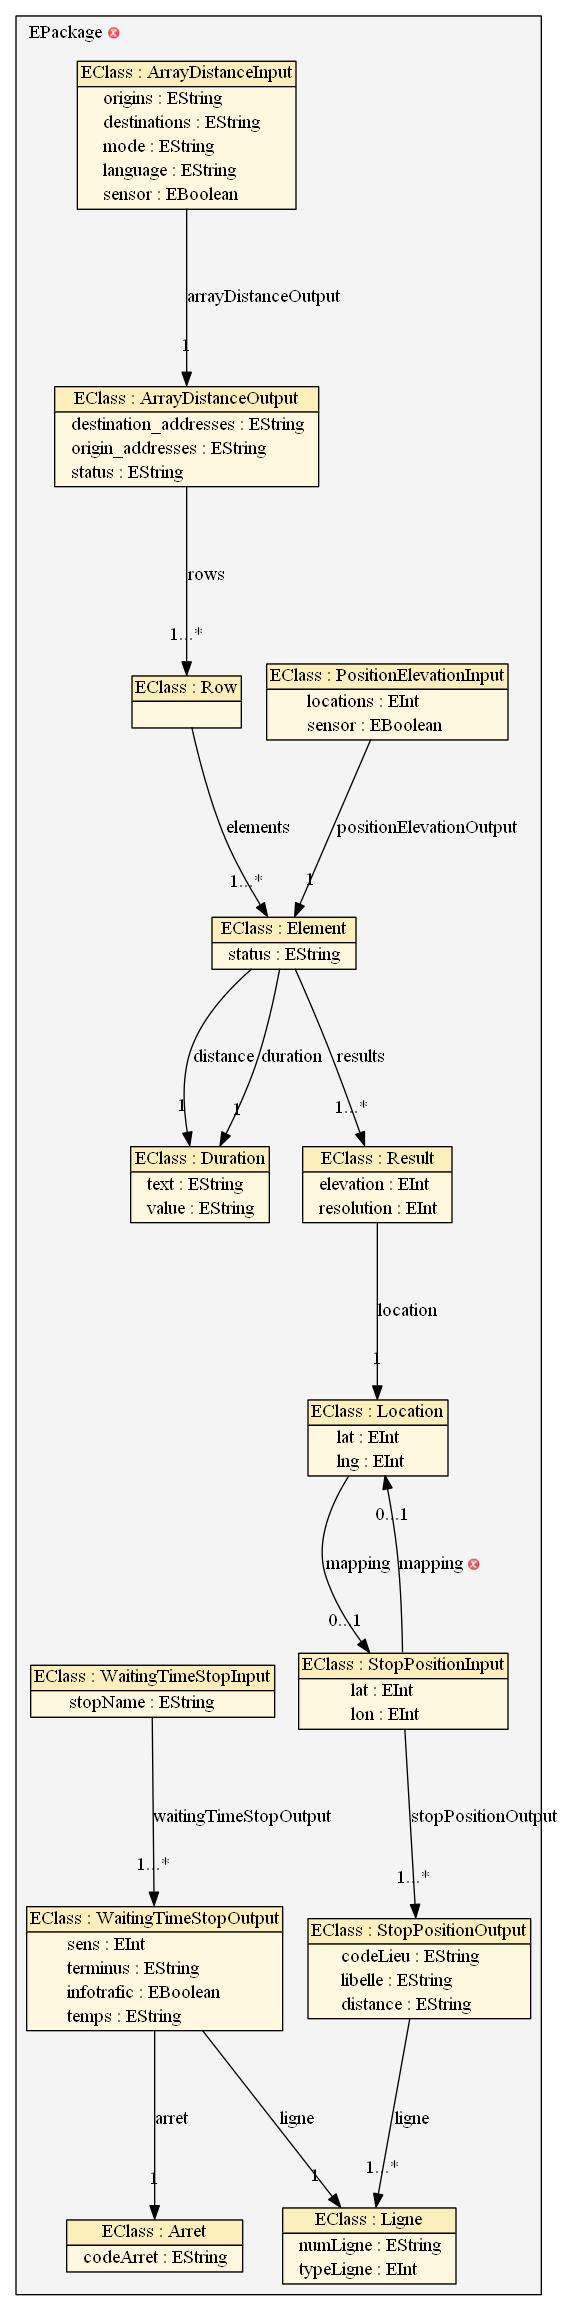 EPackage
EClass : ArrayDistanceInput
origins : EString
destinations : EString
mode : EString
language : EString
sensor : EBoolean
arrayDistanceOutput
1
EClass : ArrayDistanceOutput
destination_addresses : EString
origin_addresses : EString
status : EString
rows
1...*
EClass : Row
EClass : PositionElevationInput
locations : EInt
sensor : EBoolean
elements
positionElevationOutput
1...*
1
EClass : Element
status : EString
distance
duration
results
1
1
1...*
EClass : Duration
text : EString
value : EString
EClass : Result
elevation : EInt
resolution : EInt
location
1
EClass : Location
lat : EInt
lng : EInt
0...1
mapping
mapping
0...1
EClass : StopPositionInput
lat : EInt
lon : EInt
EClass : WaitingTimeStopInput
stopName : EString
waitingTimeStopOutput
stopPositionOutput
1...*
1...*
EClass : WaitingTimeStopOutput
sens : EInt
terminus : EString
infotrafic : EBoolean
temps : EString
EClass : StopPositionOutput
codeLieu : EString
libelle : EString
distance : EString
arret
ligne
ligne
1
1
1...*
EClass : Arret
codeArret : EString
EClass : Ligne
numLigne : EString
typeLigne : EInt